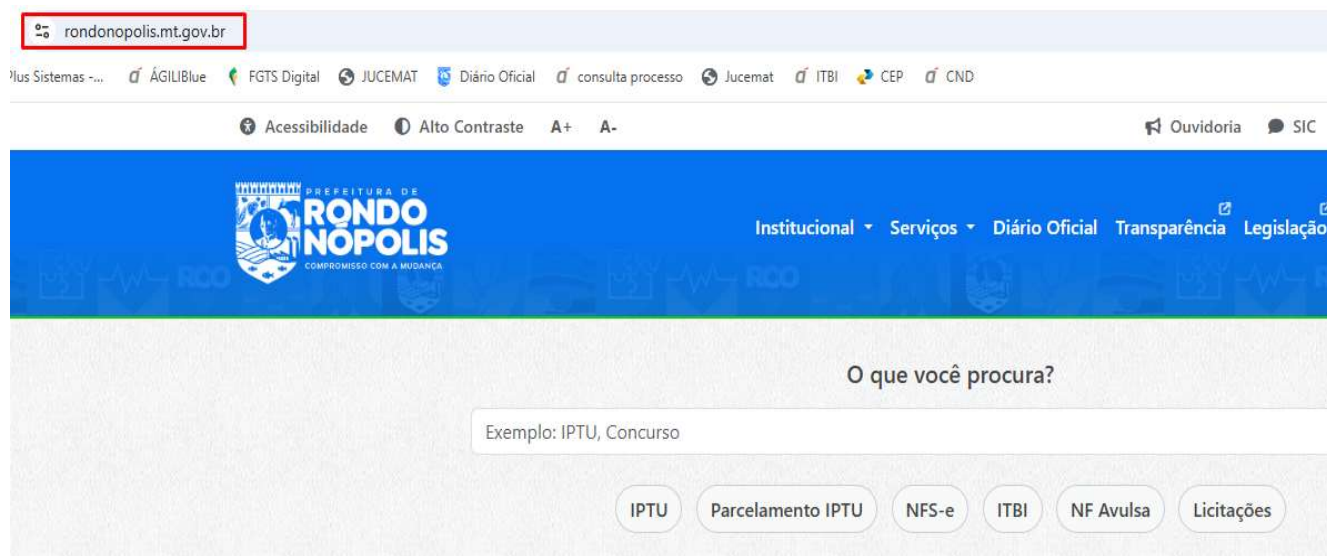 rondonopolis.mt.gov.br
Plus Sistemas -... ÁGILIBlue FGTS Digital JUCEMAT Diário Oficial consulta processo Jucemat ITBI CEP CND
Acessibilidade Alto Contraste A+ A- Ouvidoria SIC
PREFEITURA DE
RONDO
NÓPOLIS
COMPROMISSO COM A MUDANÇA
Institucional Serviços Diário Oficial Transparência Legislação
O que você procura?
Exemplo: IPTU, Concurso
IPTU Parcelamento IPTU NFS-e ITBI NF Avulsa Licitações